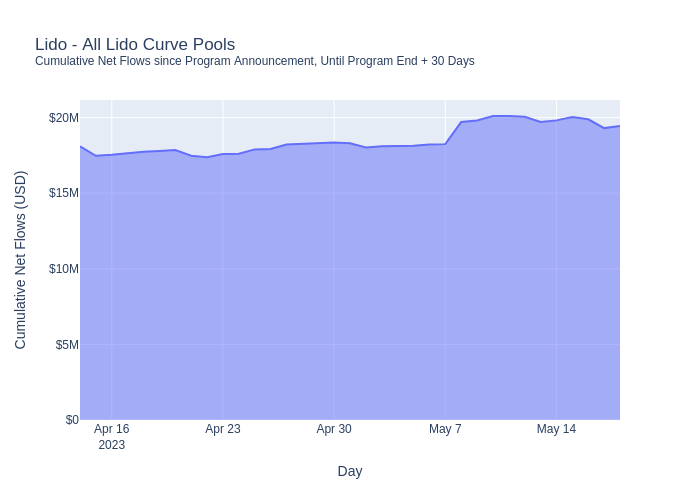 Lido - All Lido Curve Pools
Cumulative Net Flows since Program Announcement, Until Program End + 30 Days
Cumulative Net Flows (USD)
$20M
$15M
$10M
$5M
$0
Apr 16 Apr 23 Apr 30 May 7 May 14
2023
Day